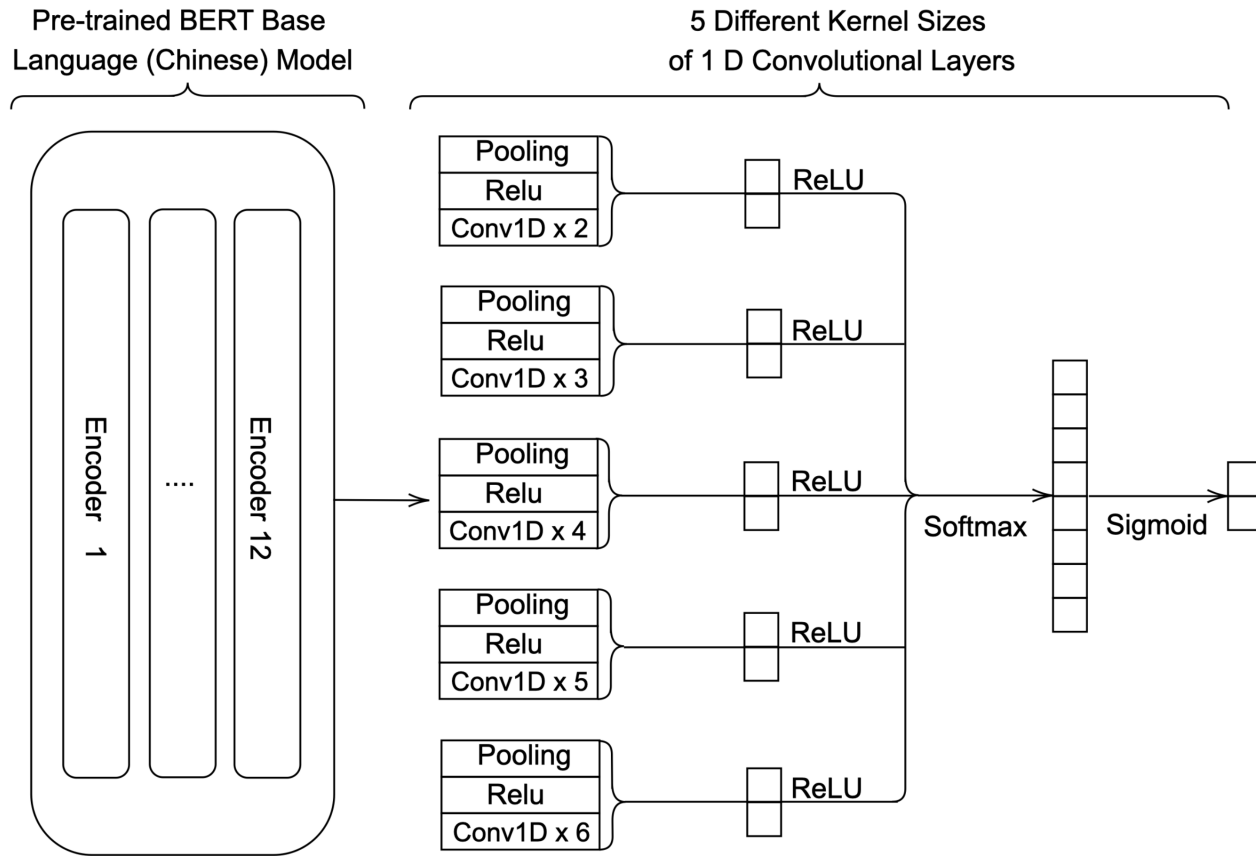 Pre-trained BERT Base
Language (Chinese) Model
5 Different Kernel Sizes
of 1 D Convolutional Layers
Encoder 1
....
Encoder 12
Pooling
Relu
Conv1D x 2
ReLU
Pooling
Relu
Conv1D x 3
ReLU
Pooling
Relu
Conv1D x 4
ReLU
Pooling
Relu
Conv1D x 5
ReLU
Pooling
Relu
Conv1D x 6
ReLU
Softmax
Sigmoid